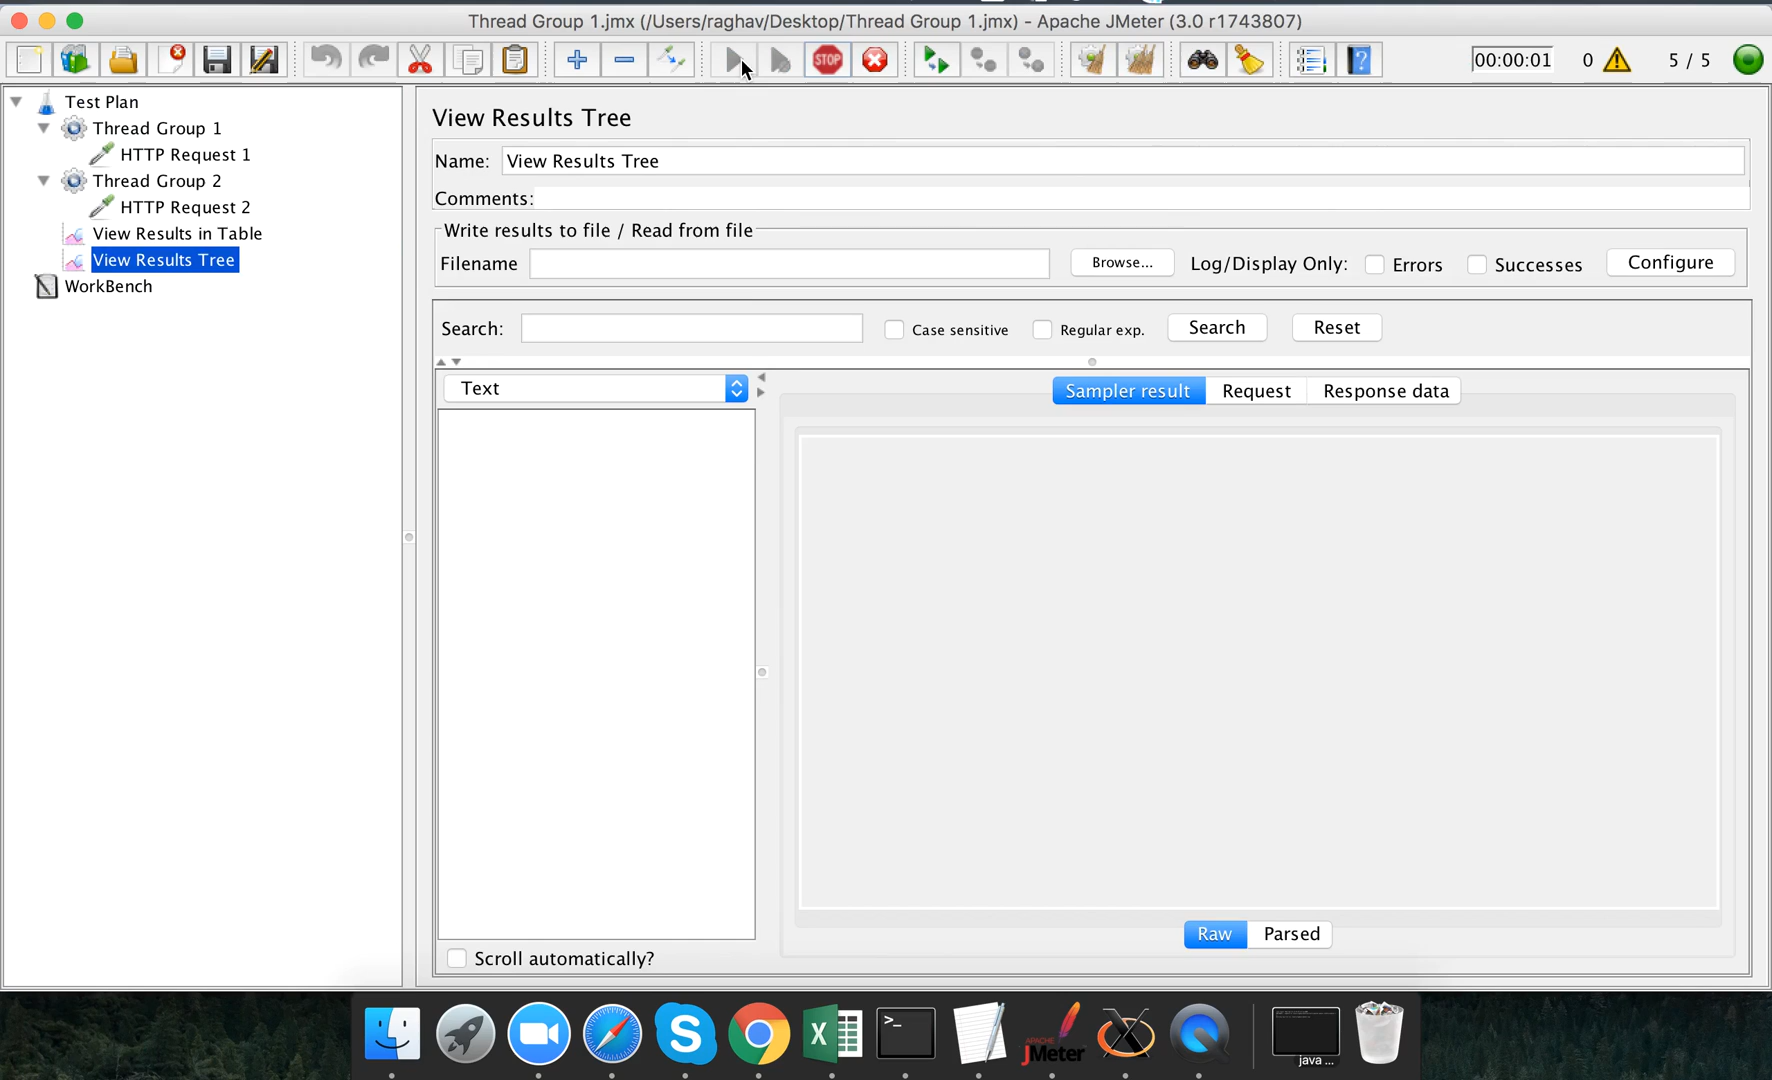 Thread Group 1.jmx (/Users/raghav/Desktop/Thread Group 1.jmx) - Apache JMeter (3.0 r1743807)
STOP
00:00:01 0 5 / 5
Test Plan
Thread Group 1
HTTP Request 1
Thread Group 2
HTTP Request 2
View Results in Table
View Results Tree
WorkBench
View Results Tree
Name: View Results Tree
Comments:
Write results to file / Read from file
Filename Browse... Log/Display Only: Errors Successes Configure
Search: Case sensitive Regular exp. Search Reset
Text
Sampler result Request Response data
Raw Parsed
Scroll automatically?
APACHE
JMeter
java ...